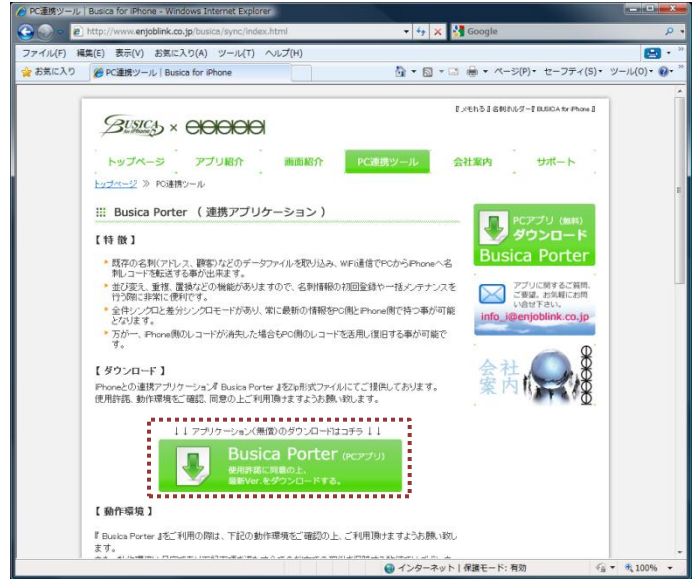 PC連携ツール | Busica for iPhone - Windows Internet Explorer
http://www.enjoblink.co.jp/busica/sync/index.html
Google
ファイル(F) 編集(E) 表示(V) お気に入り(A) ツール(T) ヘルプ(H)
お気に入り PC連携ツール | Busica for iPhone ページ(P) セーフティ(S) ツール(O)
『メモれる』名刺ホルダー『BUSICA for iPhone』
BUSICA for iPhone ×
トップページ アプリ紹介 画面紹介 PC連携ツール 会社案内 サポート
トップページ ≫ PC連携ツール
Busica Porter （ 連携アプリケーション ）
【 特 徴 】
既存の名刺(アドレス、顧客)などのデータファイルを取り込み、WiFi通信でPCからiPhoneへ名
刺レコードを転送する事が出来ます。
並び変え、重複、置換などの機能がありますので、名刺情報の初回登録や一括メンテナンスを
行う際に非常に便利です。
全件シンクロと差分シンクロモードがあり、常に最新の情報をPC側とiPhone側で持つ事が可能
となります。
万が一、iPhone側のレコードが消失した場合もPC側のレコードを活用し復旧する事が可能で
す。
【 ダウンロード 】
iPhoneとの連携アプリケーション『 Busica Porter 』をZip形式ファイルにてご提供しております。
使用許諾、動作環境をご確認、同意の上ご利用頂けますようお願い致します。
↓↓ アプリケーション(無償)のダウンロードはコチラ ↓↓
Busica Porter (PCアプリ)
使用許諾に同意の上、
最新Ver.をダウンロードする。
【 動作環境 】
『 Busica Porter 』をご利用の際は、下記の動作環境をご確認の上、ご利用頂けますようお願い致し
ます。
PCアプリ (無料)
ダウンロード
Busica Porter
アプリに関するご質問、
ご要望、お気軽にお問
い合せ下さい。
info_i@enjoblink.co.jp
会社
案内
インターネット | 保護モード: 有効 100%